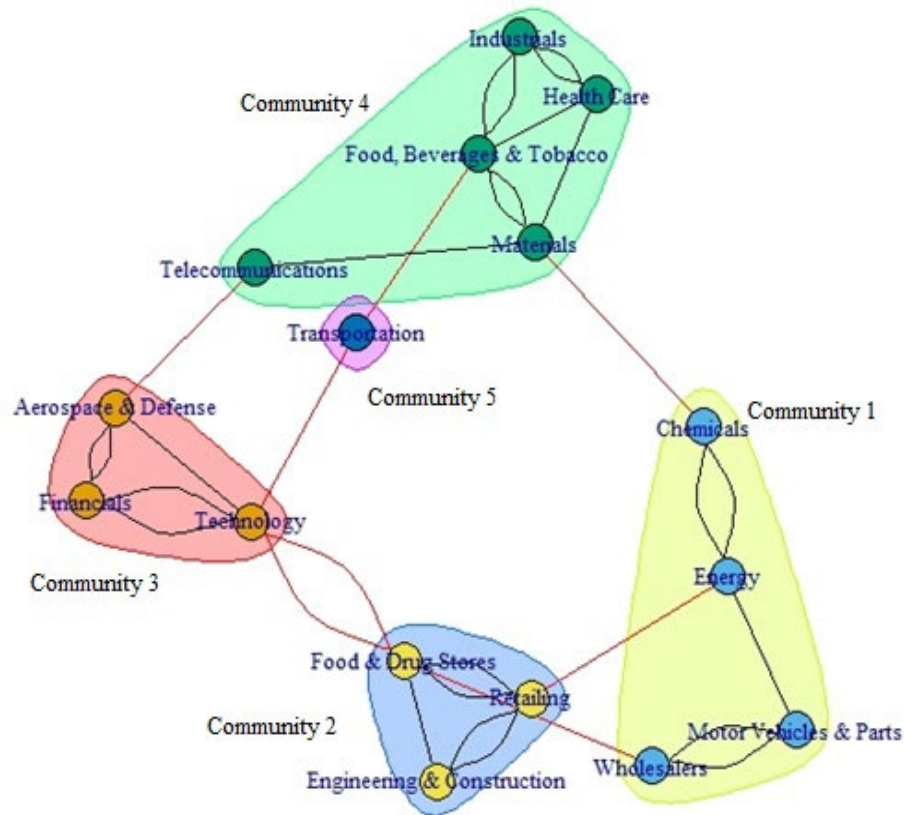 Industrials
Community 4
Health Care
Food, Beverages & Tobacco
Materials
Telecommunications
Transportation
Community 5
Aerospace & Defense
Community 1
Chemicals
Financials
Technology
Community 3
Energy
Food & Drug Stores
Retailing
Community 2
Motor Vehicles & Parts
Wholesalers
Engineering & Construction